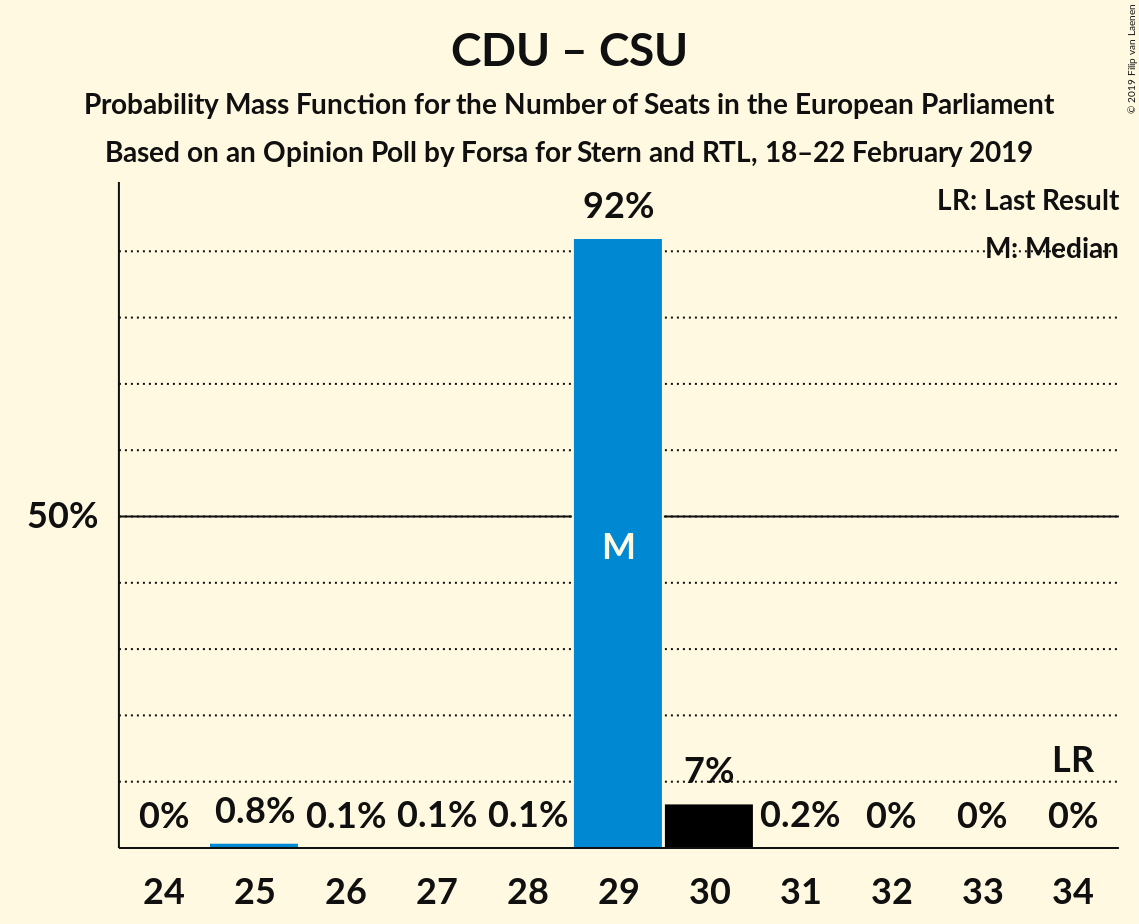 CDU – CSU
Probability Mass Function for the Number of Seats in the European Parliament
Based on an Opinion Poll by Forsa for Stern and RTL, 18–22 February 2019
© 2019 Filip van Laenen
LR: Last Result
M: Median
92%
50%
M
LR
7%
0% 0.8% 0.1% 0.1% 0.1% 0.2% 0% 0% 0%
24 25 26 27 28 29 30 31 32 33 34